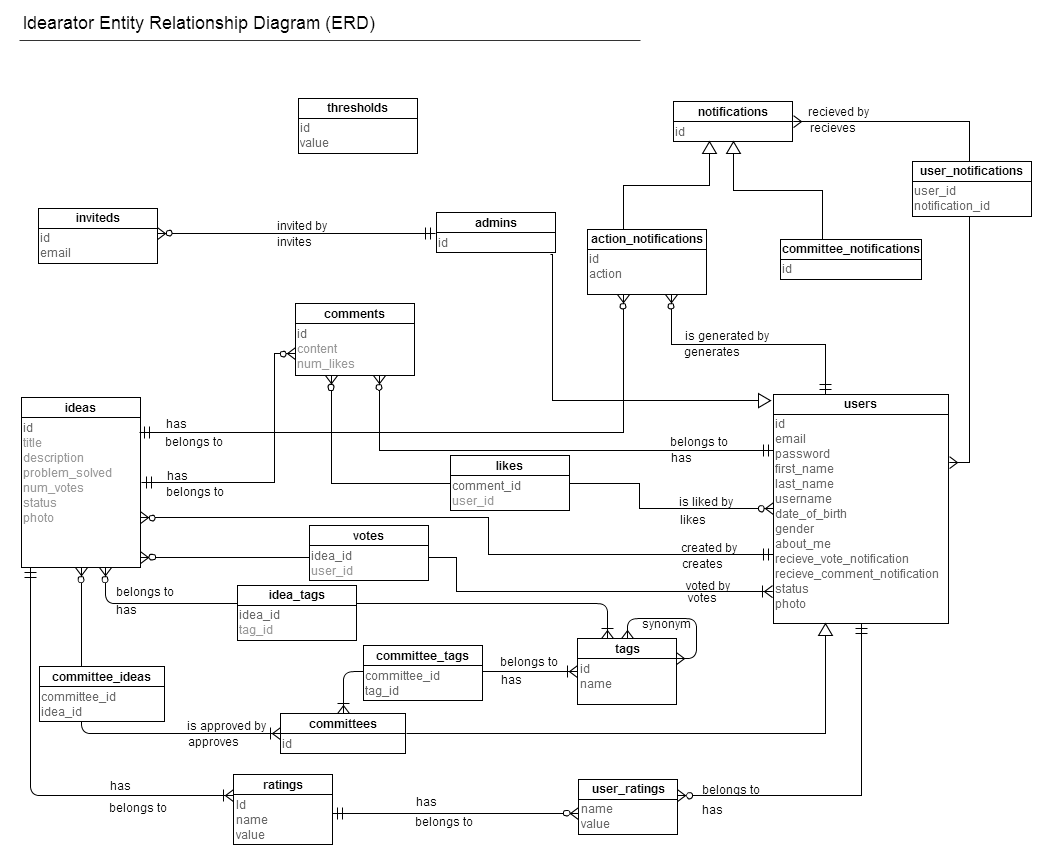 Idearator Entity Relationship Diagram (ERD)
thresholds
id
value
notifications
id
recieved by
recieves
user_notifications
user_id
notification_id
inviteds
id
email
invited by
invites
admins
id
action_notifications
id
action
committee_notifications
id
comments
id
content
num_likes
is generated by
generates
ideas
id
title
description
problem_solved
num_votes
status
photo
has
belongs to
has
belongs to
users
id
email
password
first_name
last_name
username
date_of_birth
gender
about_me
recieve_vote_notification
recieve_comment_notification
status
photo
belongs to
has
likes
comment_id
user_id
is liked by
likes
votes
idea_id
user_id
created by
creates
voted by
votes
belongs to
has
idea_tags
idea_id
tag_id
synonym
tags
id
name
committee_tags
committee_id
tag_id
belongs to
has
committee_ideas
committee_id
idea_id
is approved by
approves
committees
id
has
belongs to
ratings
Id
name
value
has
belongs to
user_ratings
name
value
belongs to
has